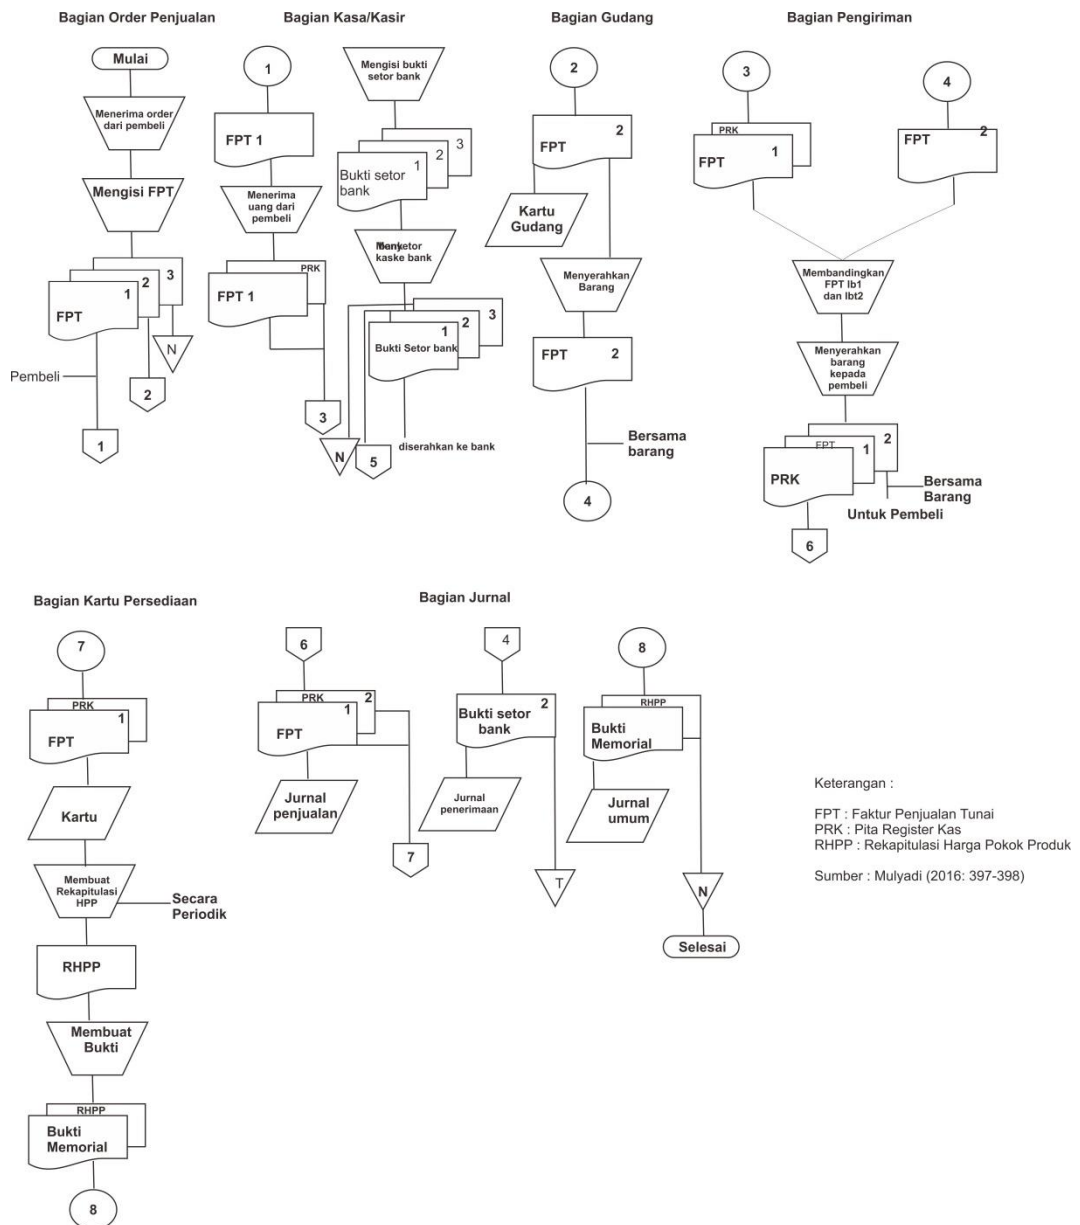 Bagian Order Penjualan
Mulai
Menerima order
dari pembeli
Mengisi FPT
3
2
1
FPT
N
Pembeli
2
1
Bagian Kasa/Kasir
1
FPT 1
Menerima
uang dari
pembeli
PRK
FPT 1
3
Mengisi bukti
setor bank
3
2
1
Bukti setor
bank
kaske bank
3
2
1
Bukti Setor bank
N
5
diserahkan ke bank
Bagian Gudang
2
2
FPT
Kartu
Gudang
Menyerahkan
Barang
FPT 2
Bersama
barang
4
Bagian Pengiriman
3
PRK
1
FPT
4
2
FPT
Membandingkan
FPT lb1
dan lbt2
Menyerahkan
barang
kepada
pembeli
2
FPT 1
PRK
Bersama
Barang
Untuk Pembeli
6
Bagian Kartu Persediaan
7
PRK
1
FPT
Kartu
Membuat
Rekapitulasi
HPP
Secara
Periodik
RHPP
Membuat
Bukti
RHPP
Bukti
Memorial
8
Bagian Jurnal
6
PRK 2
1
FPT
Jurnal
penjualan
7
4
Bukti setor 2
bank
Jurnal
penerimaan
T
8
RHPP
Bukti
Memorial
Jurnal
umum
N
Selesai
Keterangan :
FPT : Faktur Penjualan Tunai
PRK : Pita Register Kas
RHPP : Rekapitulasi Harga Pokok Produk
Sumber : Mulyadi (2016: 397-398)